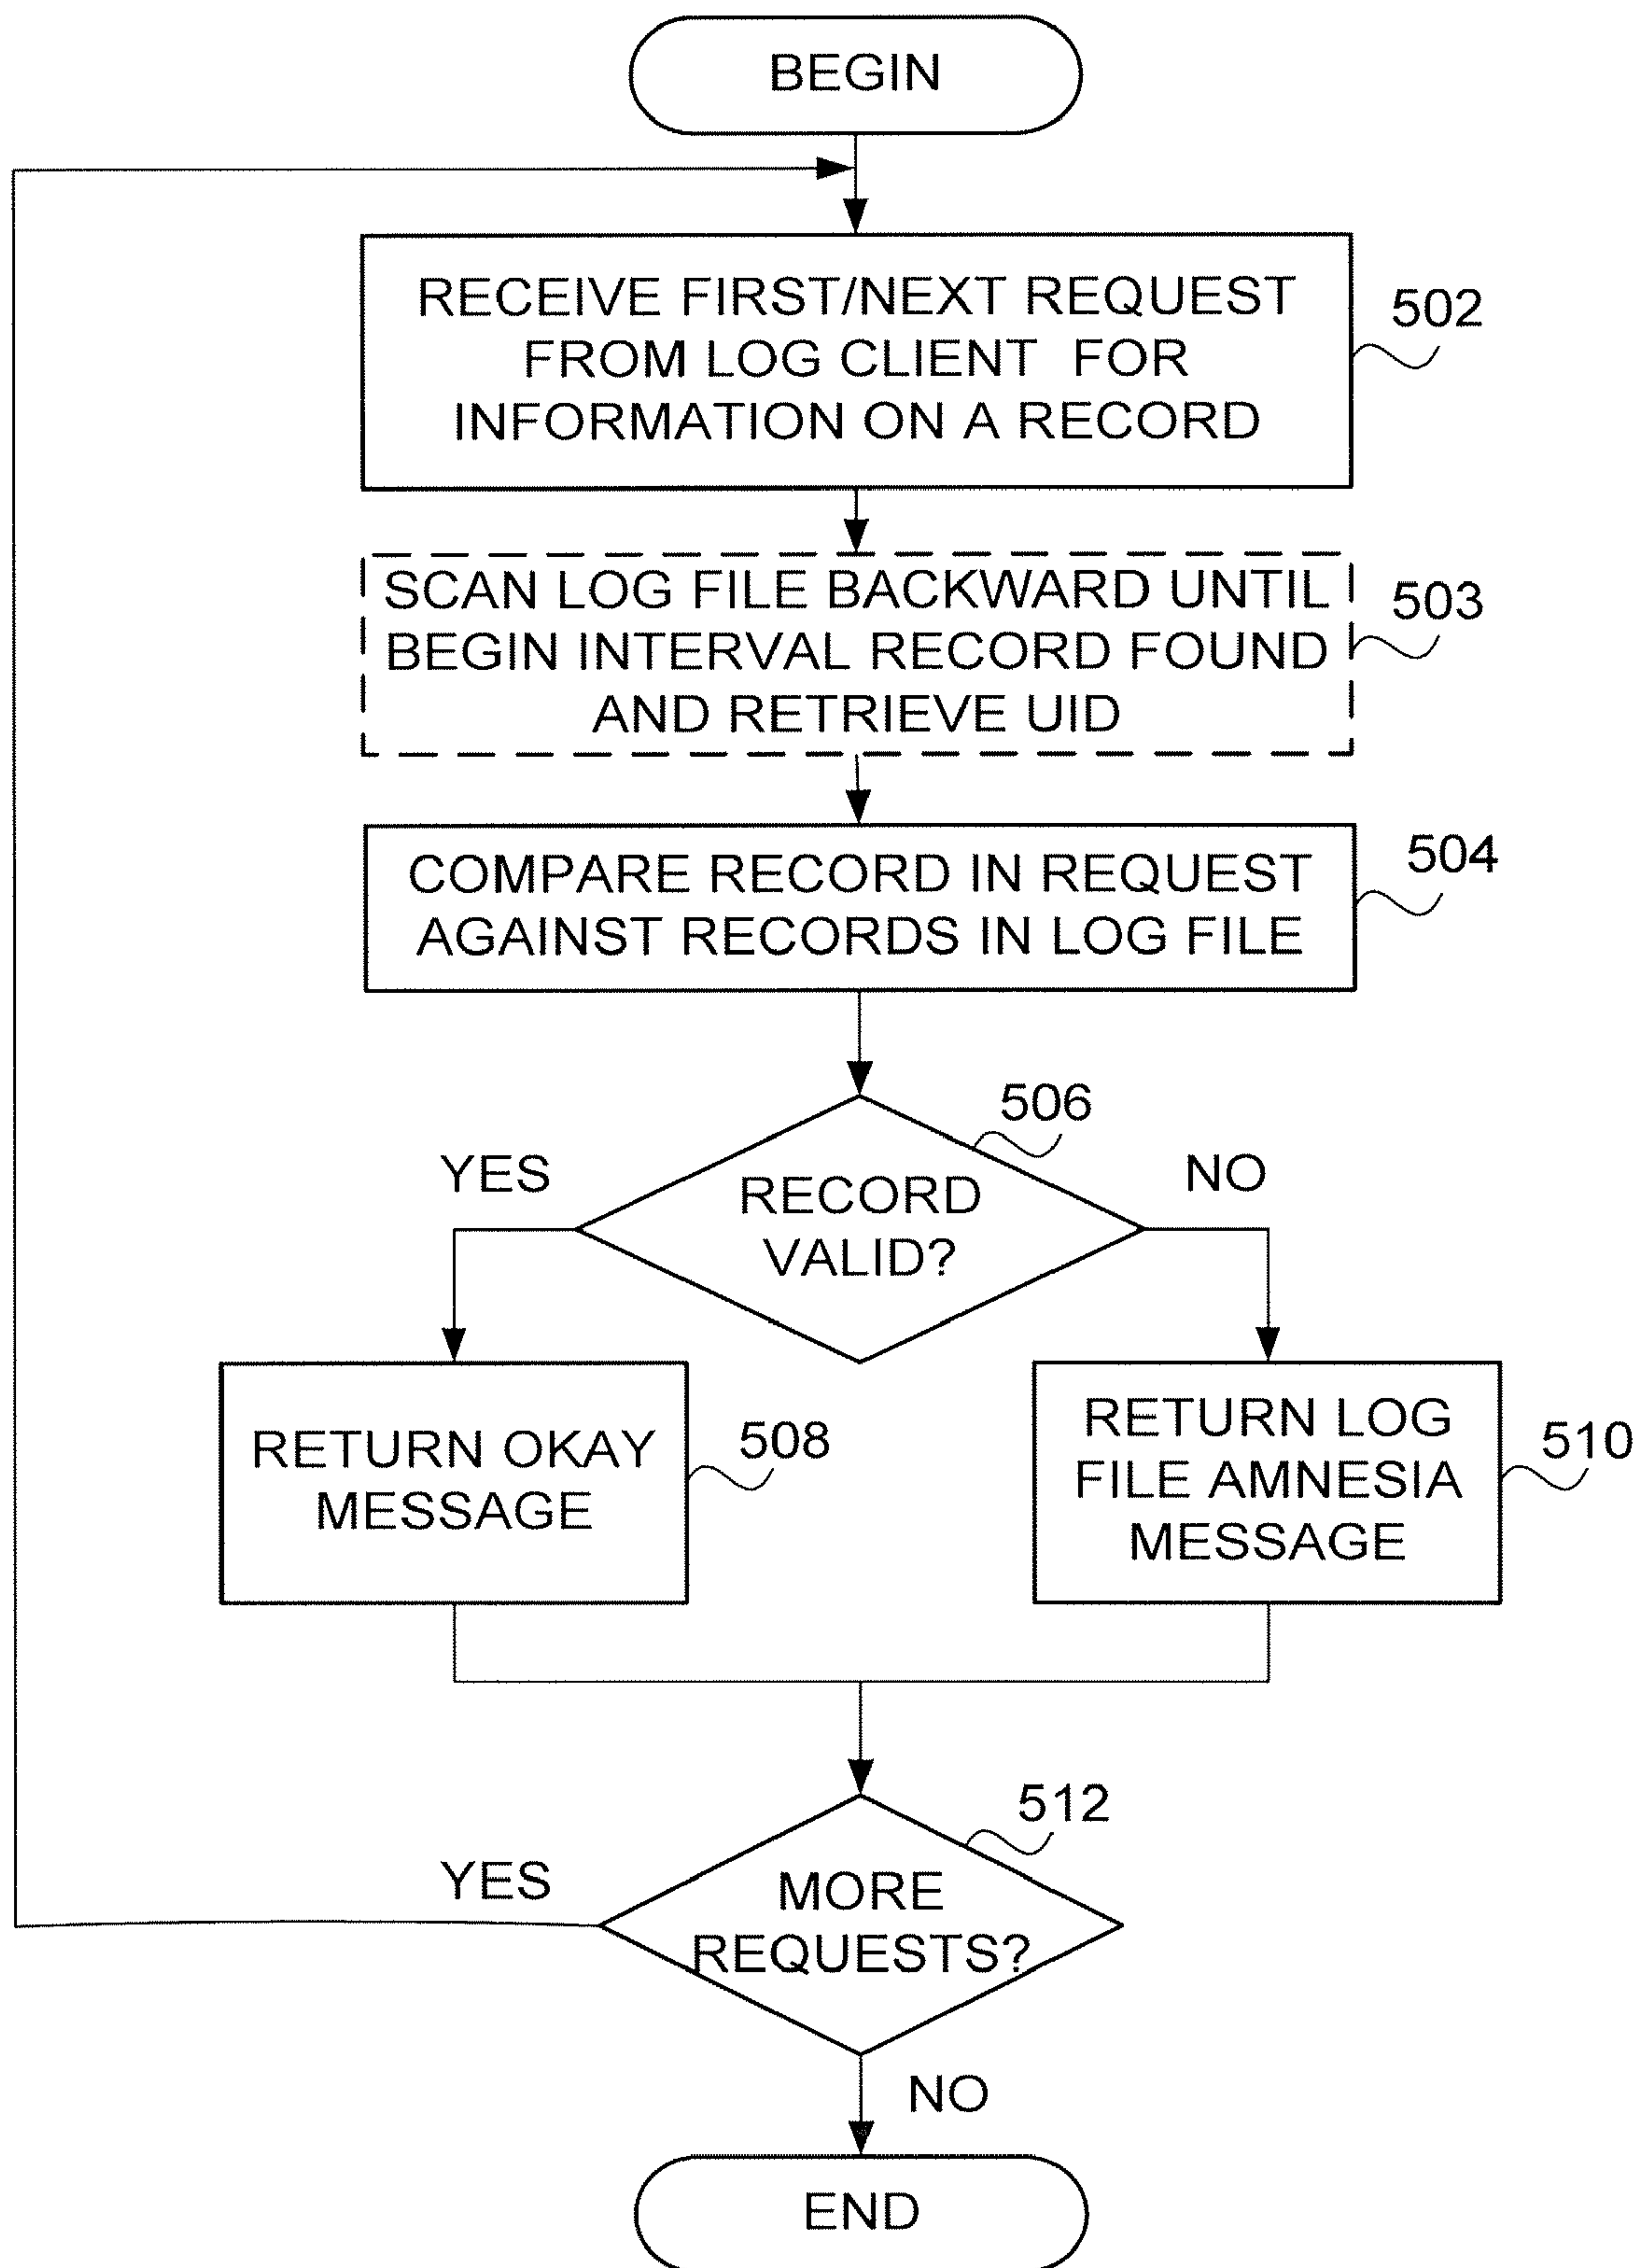 BEGIN
RECEIVE FIRST/NEXT REQUEST
FROM LOG CLIENT FOR
INFORMATION ON A RECORD
502
SCAN LOG FILE BACKWARD UNTIL
BEGIN INTERVAL RECORD FOUND
AND RETRIEVE UID
503
COMPARE RECORD IN REQUEST
AGAINST RECORDS IN LOG FILE
504
506
YES
RECORD
VALID?
NO
RETURN OKAY
MESSAGE
508
RETURN LOG
FILE AMNESIA
MESSAGE
510
512
YES
MORE
REQUESTS?
NO
END